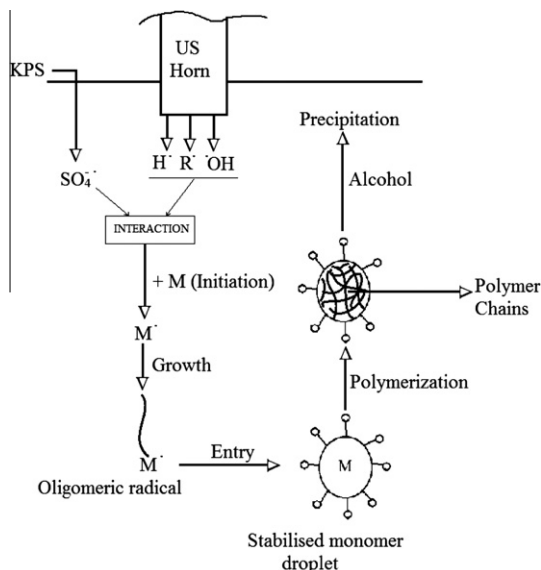 US
Horn
KPS
H· R· ·OH
SO₄⁻·
INTERACTION
+ M (Initiation)
M·
Growth
M·
Oligomeric radical
Entry
M
Stabilised monomer
droplet
Polymerization
Polymer
Chains
Alcohol
Precipitation